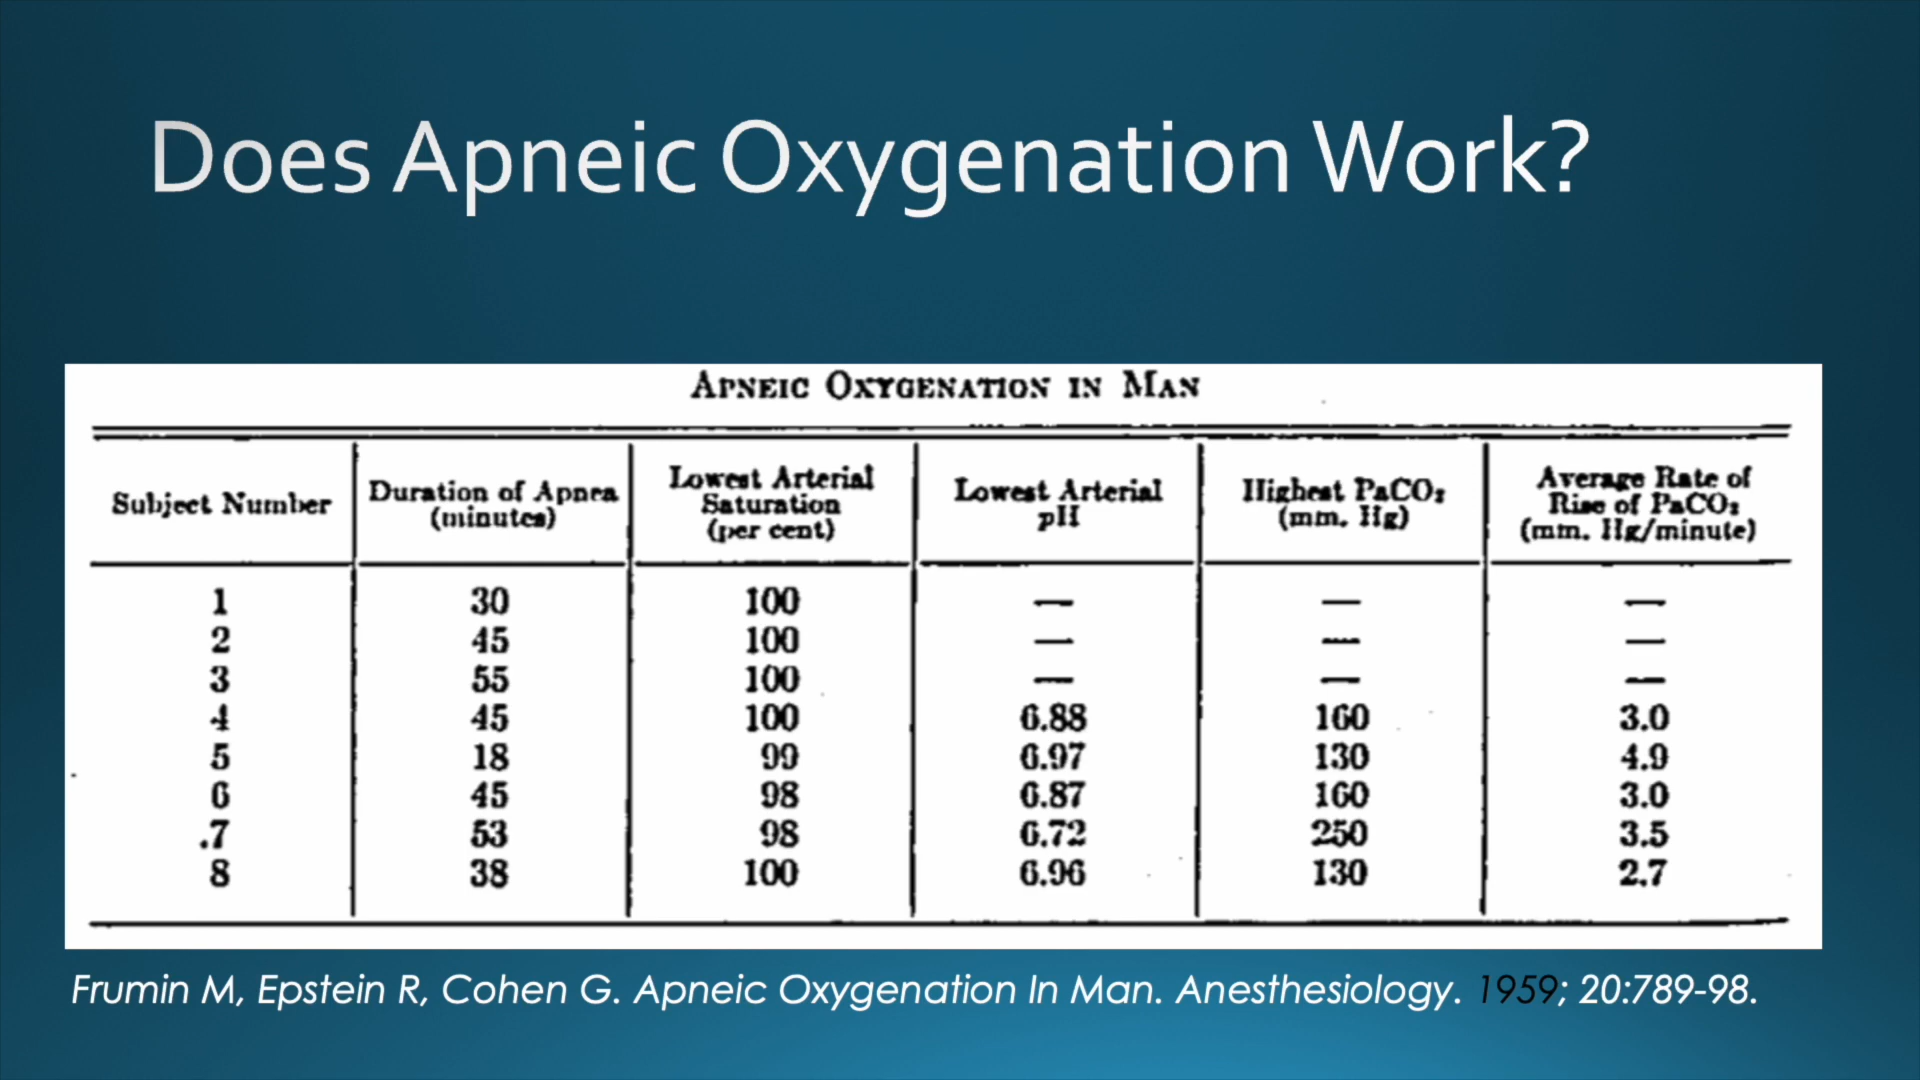 Does Apneic Oxygenation Work?
APNEIC OXYGENATION IN MAN
Subject Number | Duration of Apnea (minutes) | Lowest Arterial Saturation (per cent) | Lowest Arterial pH | Highest PaCO₂ (mm. Hg) | Average Rate of Rise of PaCO₂ (mm. Hg/minute)
1 30 100 — — —
2 45 100 — — —
3 55 100 — — —
4 45 100 6.88 160 3.0
5 18 99 6.97 130 4.9
6 45 98 6.87 160 3.0
.7 53 98 6.72 250 3.5
8 38 100 6.96 130 2.7
Frumin M, Epstein R, Cohen G. Apneic Oxygenation In Man. Anesthesiology. 1959; 20:789-98.